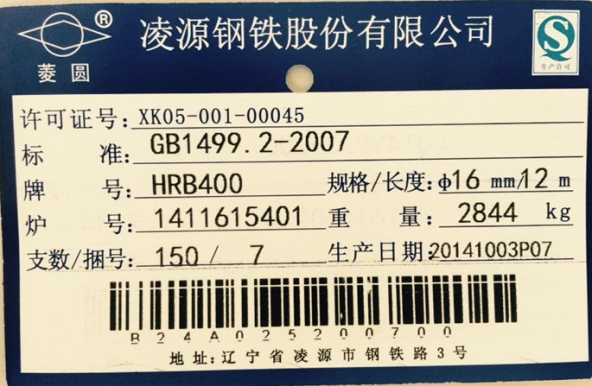 ®
菱圆
凌源钢铁股份有限公司
生产许可
许可证号: XK05-001-00045
标 准: GB1499.2-2007
牌 号: HRB400 规格/长度: ф16 mm/12 m
炉 号: 1411615401 重 量: 2844 kg
支数/捆号: 150 / 7 生产日期: 20141003P07
B24A025200700
地址: 辽宁省凌源市钢铁路3号